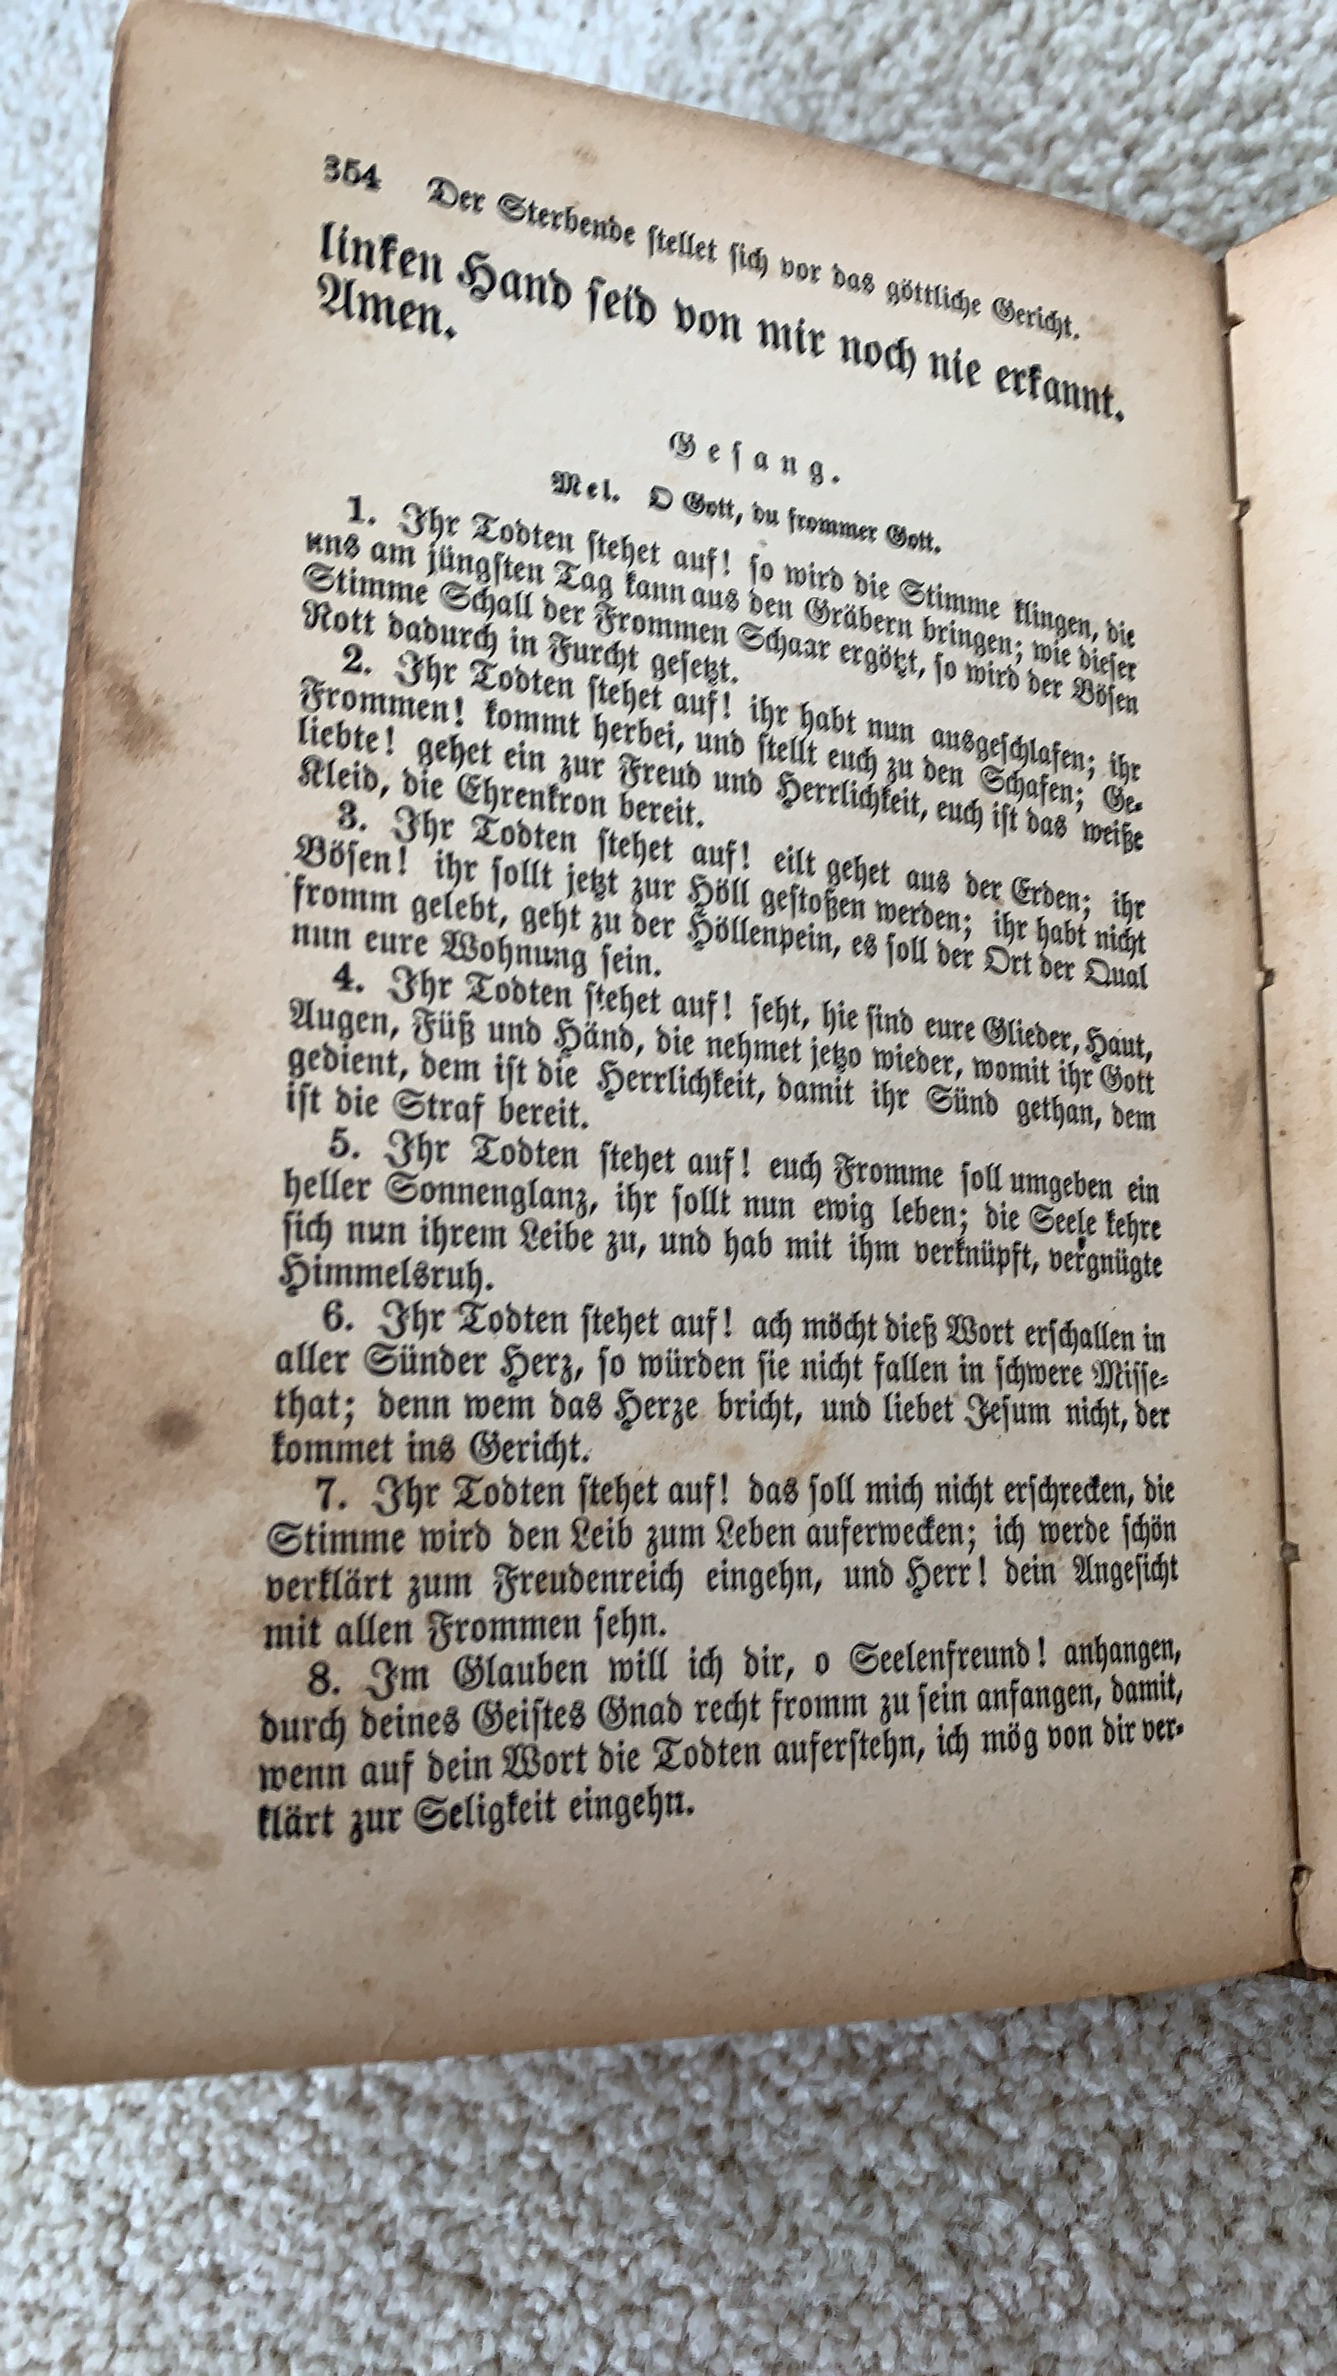 354 Der Sterbende stellet sich vor das göttliche Gericht.
linken Hand seid von mir noch nie erkannt.
Amen.
Gesang.
Mel. O Gott, du frommer Gott.
1. Ihr Todten stehet auf! so wird die Stimme klingen, die
uns am jüngsten Tag kann aus den Gräbern bringen; wie dieser
Stimme Schall der Frommen Schaar ergötzt, so wird der Bösen
Rott dadurch in Furcht gesetzt.
2. Ihr Todten stehet auf! ihr habt nun ausgeschlafen; ihr
Frommen! kommt herbei, und stellt euch zu den Schafen; Ge-
liebte! gehet ein zur Freud und Herrlichkeit, euch ist das weiße
Kleid, die Ehrenkron bereit.
3. Ihr Todten stehet auf! eilt gehet aus der Erden; ihr
Bösen! ihr sollt jetzt zur Höll gestoßen werden; ihr habt nicht
fromm gelebt, geht zu der Höllenpein, es soll der Ort der Qual
nun eure Wohnung sein.
4. Ihr Todten stehet auf! seht, hie sind eure Glieder, Haut,
Augen, Füß und Händ, die nehmet jetzo wieder, womit ihr Gott
gedient, dem ist die Herrlichkeit, damit ihr Sünd gethan, dem
ist die Straf bereit.
5. Ihr Todten stehet auf! euch Fromme soll umgeben ein
heller Sonnenglanz, ihr sollt nun ewig leben; die Seele kehre
sich nun ihrem Leibe zu, und hab mit ihm verknüpft, vergnügte
Himmelsruh.
6. Ihr Todten stehet auf! ach möcht dieß Wort erschallen in
aller Sünder Herz, so würden sie nicht fallen in schwere Misse-
that; denn wem das Herze bricht, und liebet Jesum nicht, der
kommet ins Gericht.
7. Ihr Todten stehet auf! das soll mich nicht erschrecken, die
Stimme wird den Leib zum Leben auferwecken; ich werde schön
verklärt zum Freudenreich eingehn, und Herr! dein Angesicht
mit allen Frommen sehn.
8. Im Glauben will ich dir, o Seelenfreund! anhangen,
durch deines Geistes Gnad recht fromm zu sein anfangen, damit,
wenn auf dein Wort die Todten auferstehn, ich mög von dir ver-
klärt zur Seligkeit eingehn.